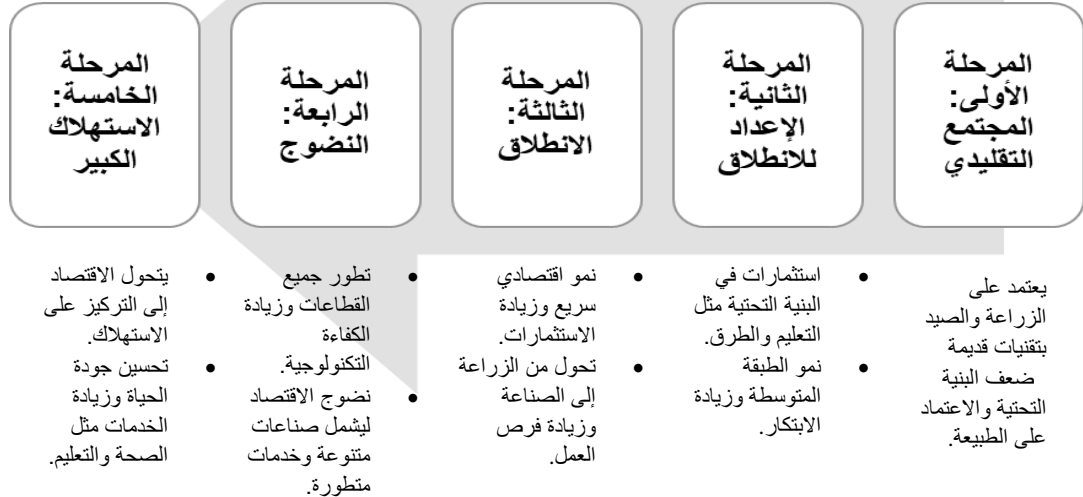 المرحلة
الأولى:
المجتمع
التقليدي
المرحلة
الثانية:
الإعداد
للانطلاق
المرحلة
الثالثة:
الانطلاق
المرحلة
الرابعة:
النضوج
المرحلة
الخامسة:
الاستهلاك
الكبير
يعتمد على
الزراعة والصيد
بتقنيات قديمة
ضعف البنية
التحتية والاعتماد
على الطبيعة.
• استثمارات في
البنية التحتية مثل
التعليم والطرق.
• نمو الطبقة
المتوسطة وزيادة
الابتكار.
• نمو اقتصادي
سريع وزيادة
الاستثمارات.
• تحول من الزراعة
إلى الصناعة
وزيادة فرص
العمل.
• تطور جميع
القطاعات وزيادة
الكفاءة
التكنولوجية.
• نضوج الاقتصاد
ليشمل صناعات
متنوعة وخدمات
متطورة.
• يتحول الاقتصاد
إلى التركيز على
الاستهلاك.
• تحسين جودة
الحياة وزيادة
الخدمات مثل
الصحة والتعليم.